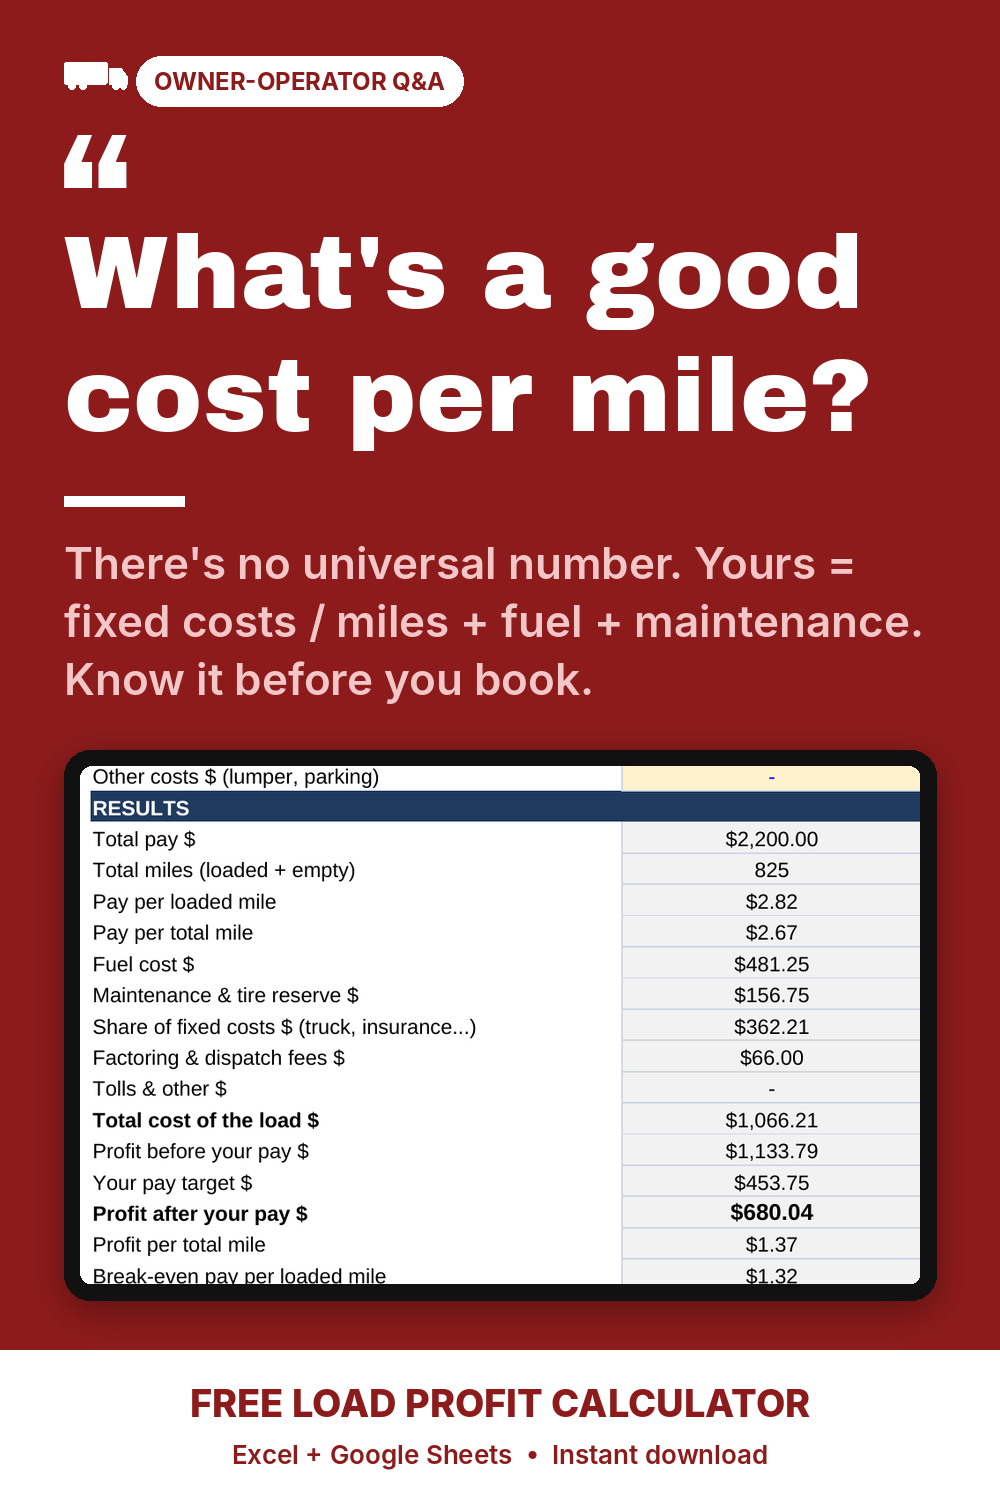 OWNER-OPERATOR Q&A
“
What's a good
cost per mile?
There's no universal number. Yours =
fixed costs / miles + fuel + maintenance.
Know it before you book.
Other costs $ (lumper, parking) -
RESULTS
Total pay $ $2,200.00
Total miles (loaded + empty) 825
Pay per loaded mile $2.82
Pay per total mile $2.67
Fuel cost $ $481.25
Maintenance & tire reserve $ $156.75
Share of fixed costs $ (truck, insurance...) $362.21
Factoring & dispatch fees $ $66.00
Tolls & other $ -
Total cost of the load $ $1,066.21
Profit before your pay $ $1,133.79
Your pay target $ $453.75
Profit after your pay $ $680.04
Profit per total mile $1.37
Break-even pay per loaded mile $1.32
FREE LOAD PROFIT CALCULATOR
Excel + Google Sheets • Instant download